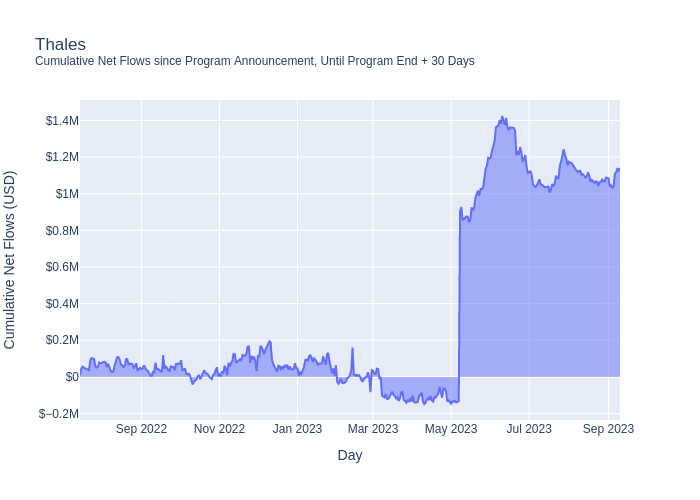 Thales
Cumulative Net Flows since Program Announcement, Until Program End + 30 Days
$1.4M
$1.2M
$1M
$0.8M
$0.6M
$0.4M
$0.2M
$0
$−0.2M
Cumulative Net Flows (USD)
Sep 2022 Nov 2022 Jan 2023 Mar 2023 May 2023 Jul 2023 Sep 2023
Day